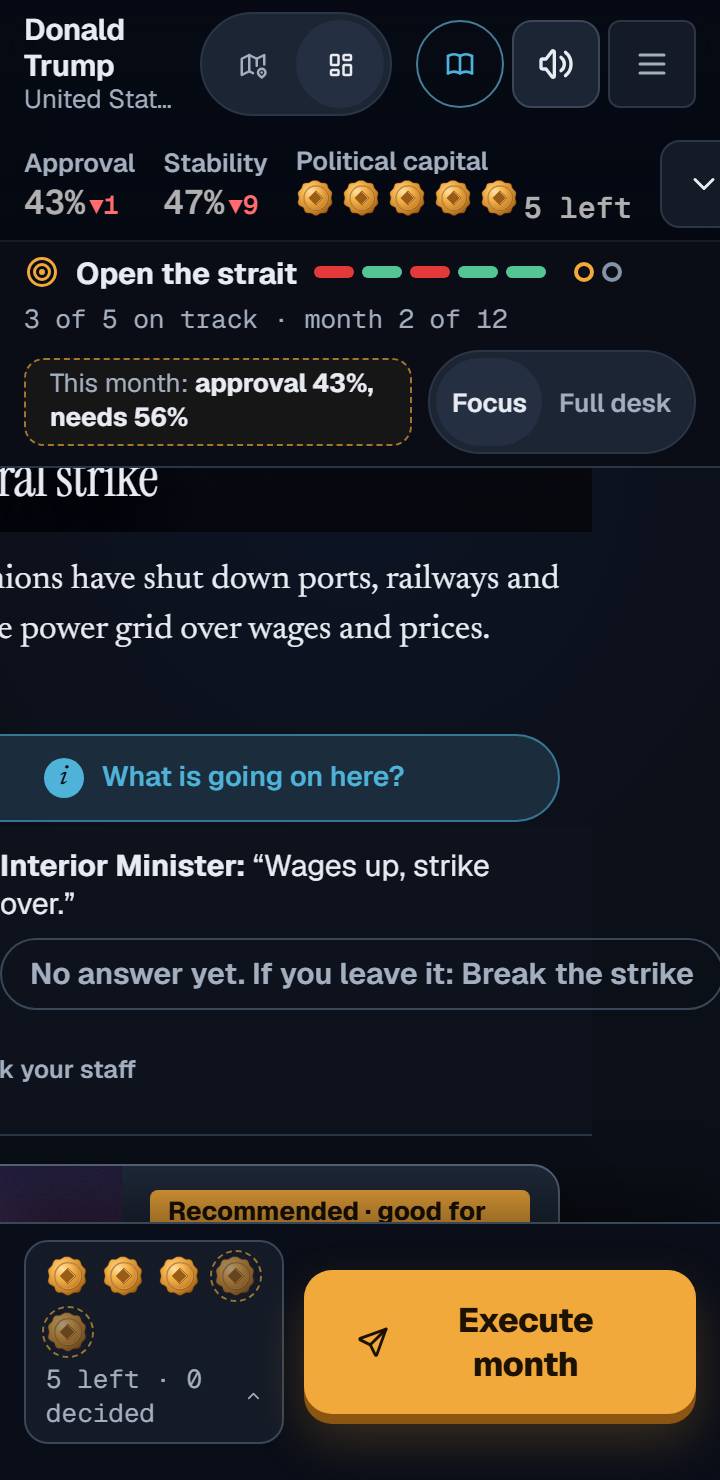 Donald
Trump
United Stat…
Approval
43%▾1
Stability
47%▾9
Political capital
5 left
Open the strait
3 of 5 on track · month 2 of 12
This month: approval 43%,
needs 56%
Focus
Full desk
ral strike
nions have shut down ports, railways and
e power grid over wages and prices.
i What is going on here?
Interior Minister: “Wages up, strike
over.”
No answer yet. If you leave it: Break the strike
k your staff
Recommended · good for
5 left · 0
decided
Execute
month